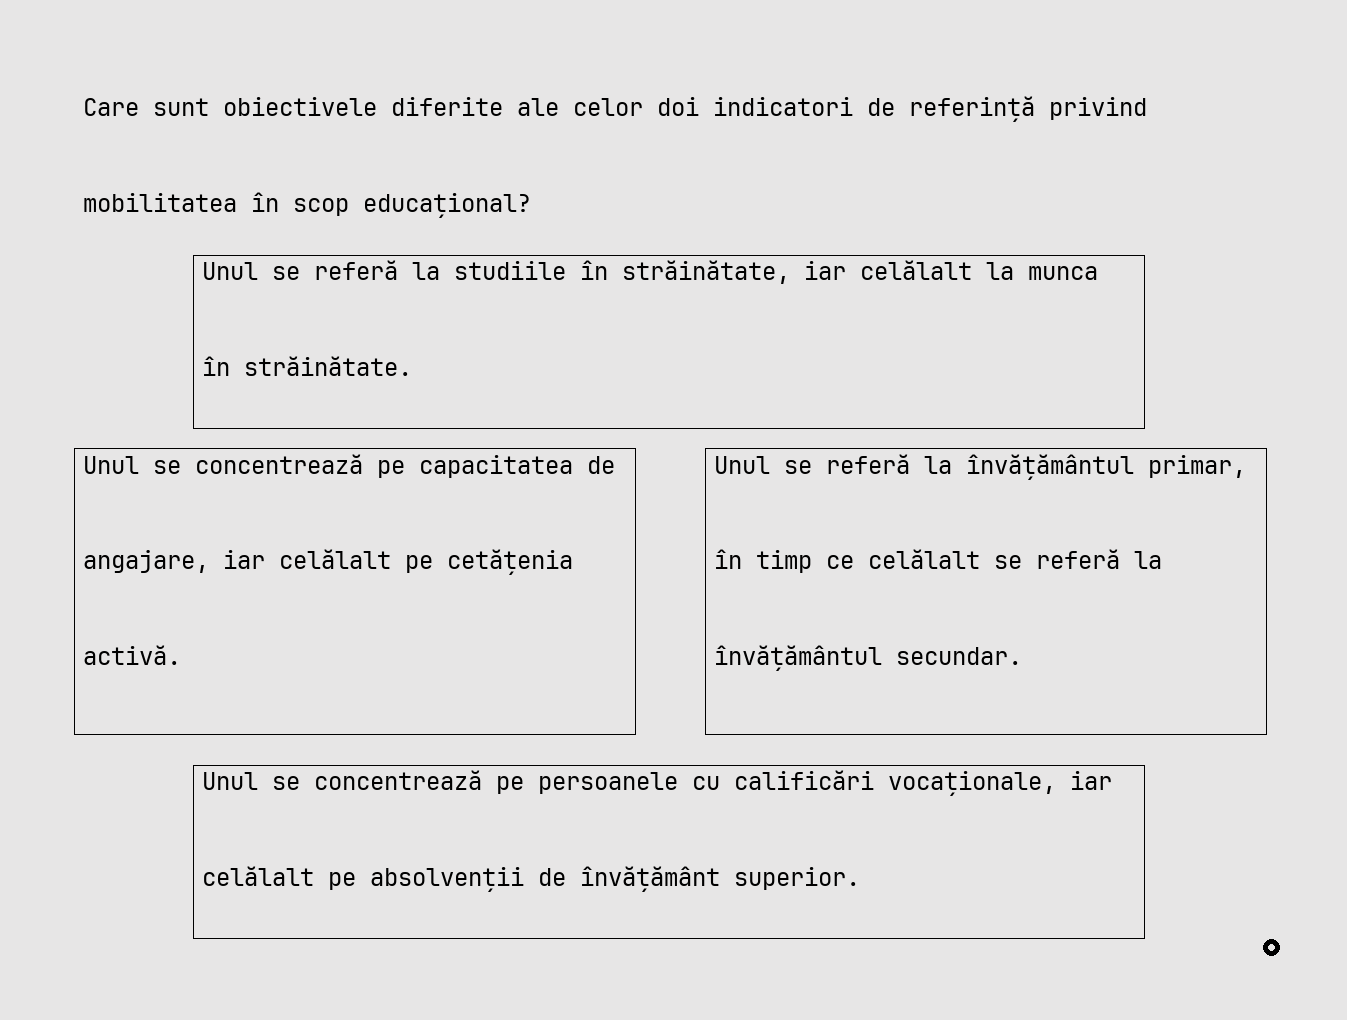 Care sunt obiectivele diferite ale celor doi indicatori de referință privind
mobilitatea în scop educațional?
Unul se referă la studiile în străinătate, iar celălalt la munca
în străinătate.
Unul se concentrează pe capacitatea de
angajare, iar celălalt pe cetățenia
activă.
Unul se referă la învățământul primar,
în timp ce celălalt se referă la
învățământul secundar.
Unul se concentrează pe persoanele cu calificări vocaționale, iar
celălalt pe absolvenții de învățământ superior.